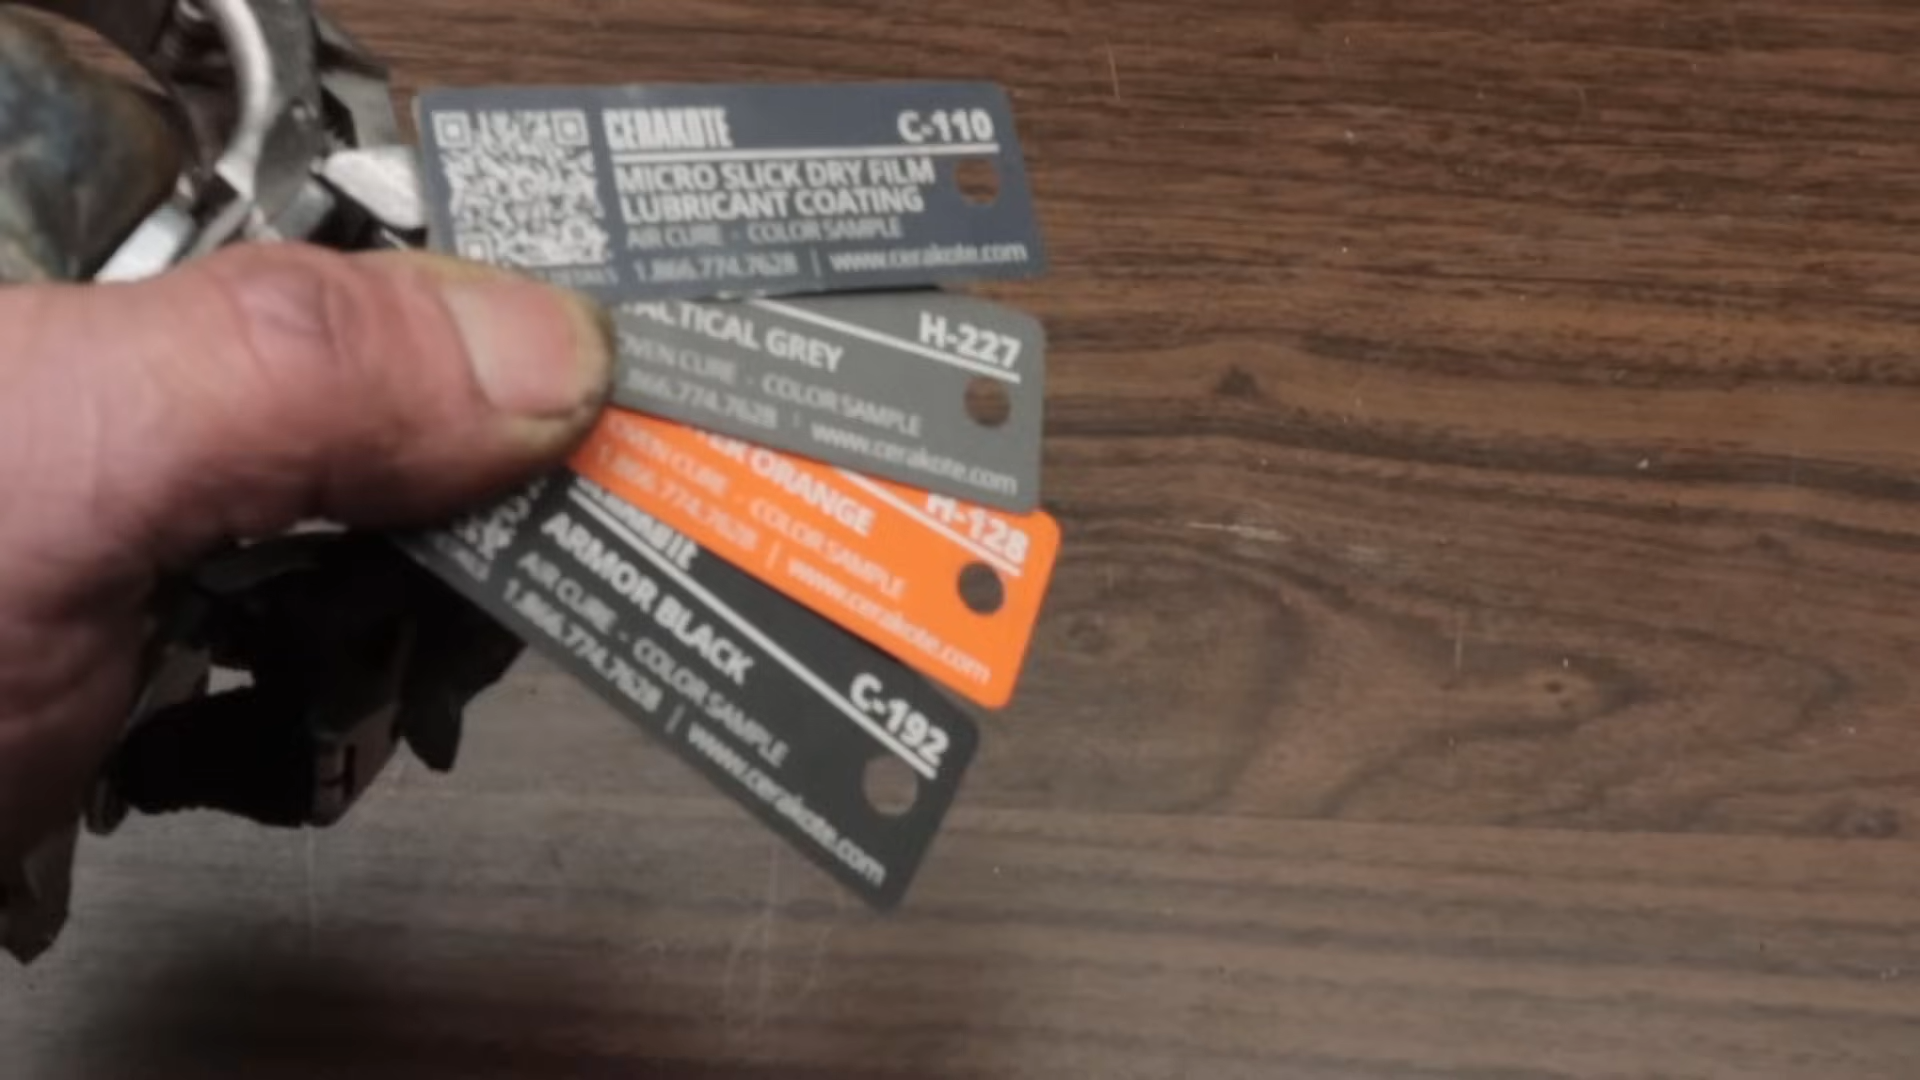 CERAKOTE C-110
MICRO SLICK DRY FILM
LUBRICANT COATING
AIR CURE - COLOR SAMPLE
1.866.774.7628 | www.cerakote.com
H-227
TACTICAL GREY
OVEN CURE - COLOR SAMPLE
.866.774.7628 | www.cerakote.com
H-128
ORANGE
OVEN CURE - COLOR SAMPLE
1.866.774.7628 | www.cerakote.com
C-192
ARMOR BLACK
AIR CURE - COLOR SAMPLE
1.866.774.7628 | www.cerakote.com